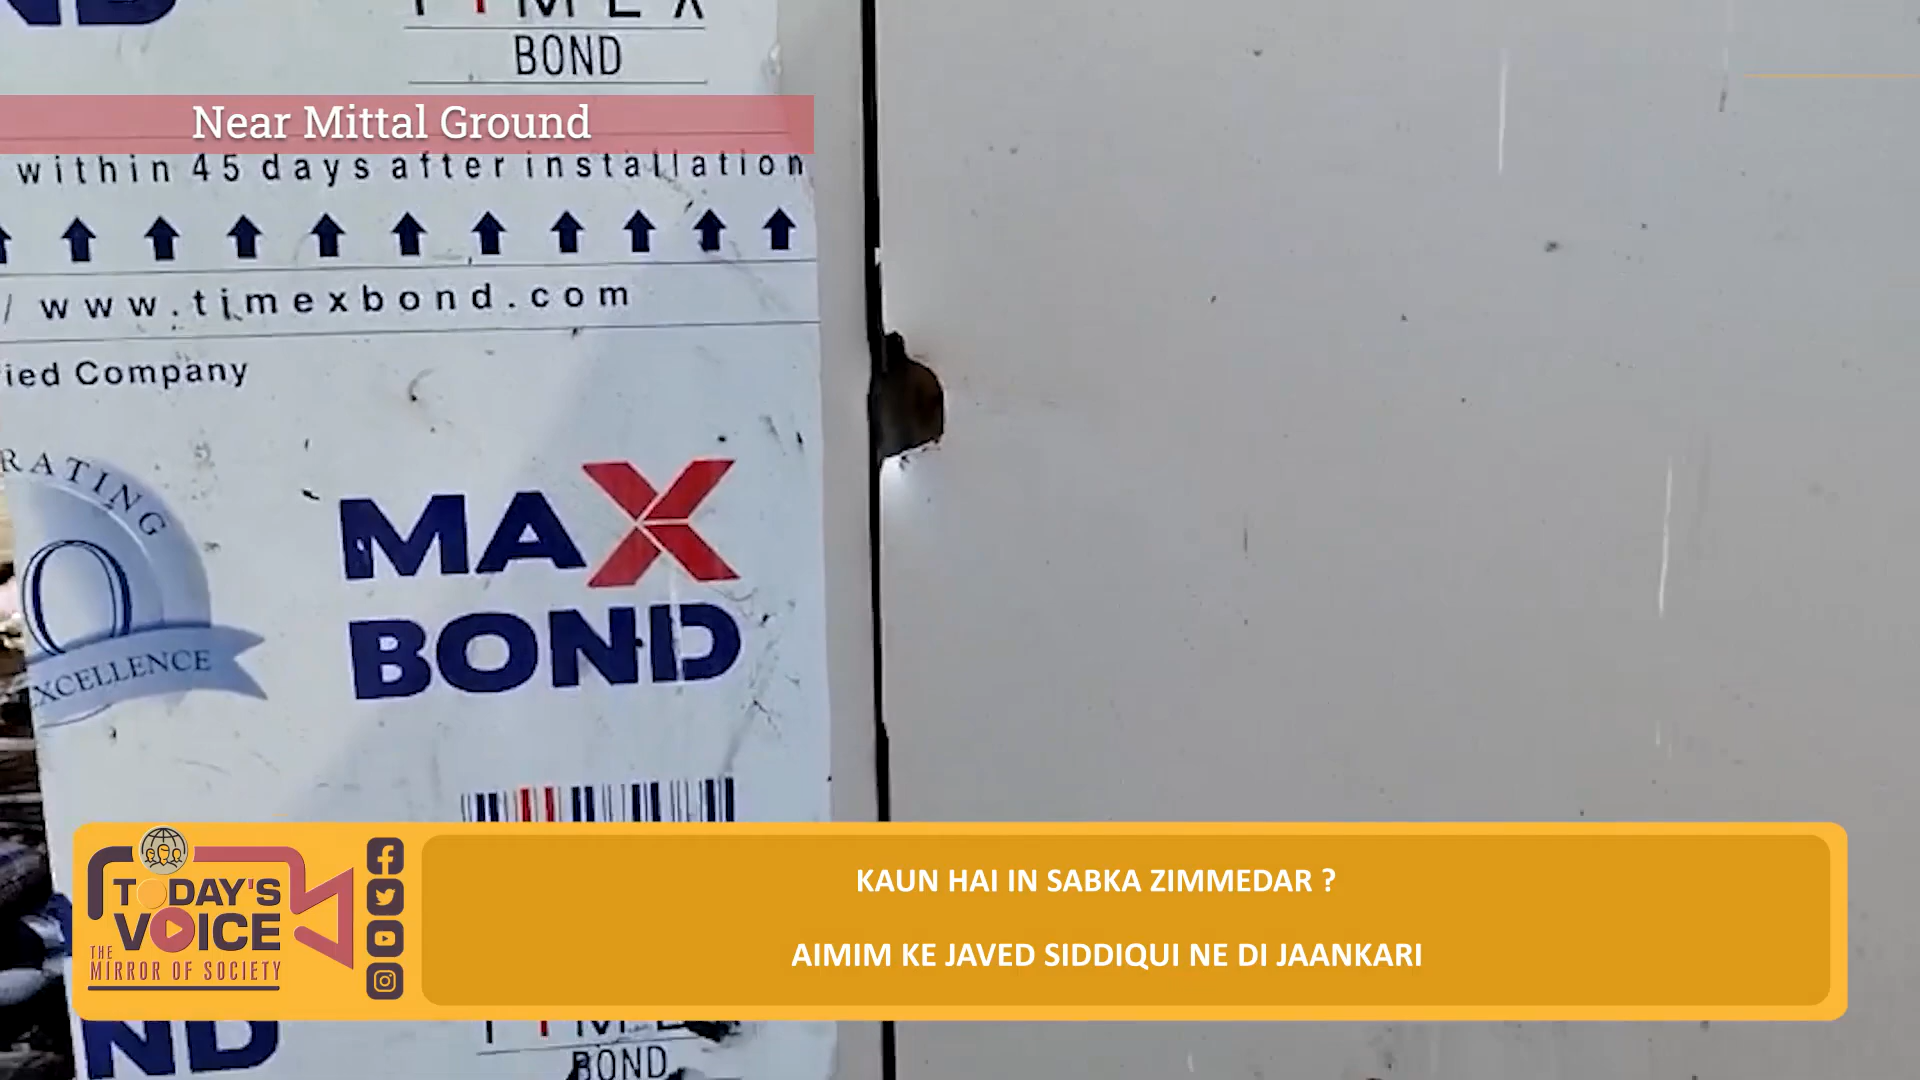 BOND
Near Mittal Ground
within 45 days after installation
www.timexbond.com
Company
RATING
EXCELLENCE
MAX
BOND
TODAY'S
VOICE
THE
MIRROR OF SOCIETY
KAUN HAI IN SABKA ZIMMEDAR ?
AIMIM KE JAVED SIDDIQUI NE DI JAANKARI
BOND